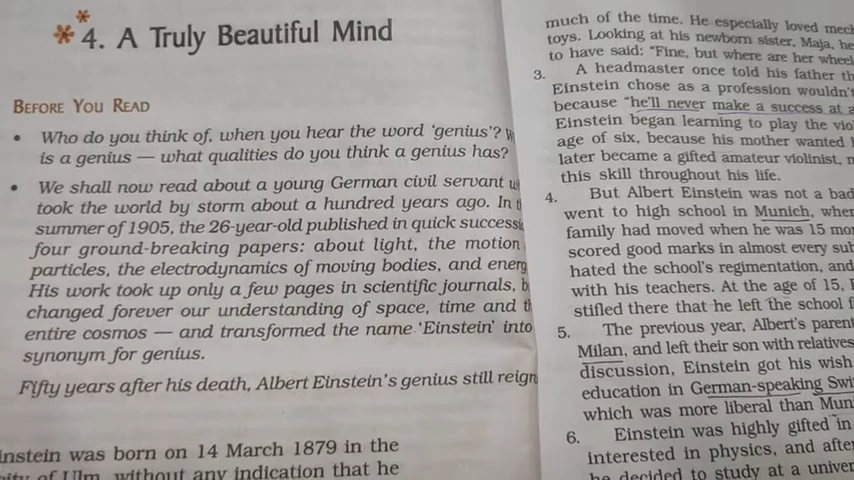 4. A Truly Beautiful Mind
BEFORE YOU READ
• Who do you think of, when you hear the word 'genius'?
is a genius — what qualities do you think a genius has?
• We shall now read about a young German civil servant
took the world by storm about a hundred years ago. In
summer of 1905, the 26-year-old published in quick
four ground-breaking papers: about light, the motion
particles, the electrodynamics of moving bodies, and
His work took up only a few pages in scientific journals,
changed forever our understanding of space, time and
entire cosmos — and transformed the name 'Einstein' into
synonym for genius.
Fifty years after his death, Albert Einstein's genius still
was born on 14 March 1879 in the
of Ulm, without any indication that he
much of the time. He especially loved
toys. Looking at his newborn sister, Maja, he
to have said: "Fine, but where are her
3. A headmaster once told his father
Einstein chose as a profession
because "he'll never make a success at
Einstein began learning to play the
age of six, because his mother wanted
later became a gifted amateur violinist,
this skill throughout his life.
4. But Albert Einstein was not a bad
went to high school in Munich,
family had moved when he was 15
scored good marks in almost every
hated the school's regimentation, and
with his teachers. At the age of 15,
stifled there that he left the school
5. The previous year, Albert's
Milan, and left their son with relatives
discussion, Einstein got his wish
education in German-speaking
which was more liberal than
6. Einstein was highly gifted in
interested in physics, and
he decided to study at a